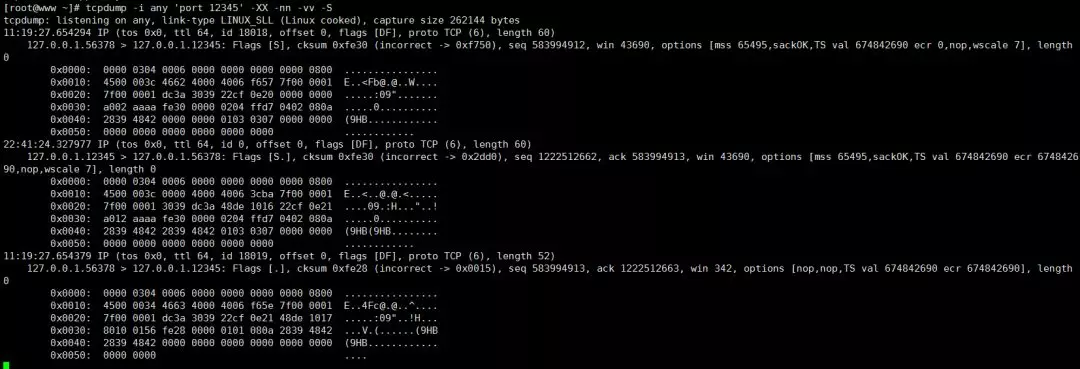 [root@www ~]# tcpdump -i any 'port 12345' -XX -nn -vv -S
tcpdump: listening on any, link-type LINUX_SLL (Linux cooked), capture size 262144 bytes
11:19:27.654294 IP (tos 0x0, ttl 64, id 18018, offset 0, flags [DF], proto TCP (6), length 60)
    127.0.0.1.56378 > 127.0.0.1.12345: Flags [S], cksum 0xfe30 (incorrect -> 0xf750), seq 583994912, win 43690, options [mss 65495,sackOK,TS val 674842690 ecr 0,nop,wscale 7], length
0
        0x0000:  0000 0304 0006 0000 0000 0000 0000 0800  ................
        0x0010:  4500 003c 4662 4000 4006 f657 7f00 0001  E..<Fb@.@..W....
        0x0020:  7f00 0001 dc3a 3039 22cf 0e20 0000 0000  .....:09".......
        0x0030:  a002 aaaa fe30 0000 0204 ffd7 0402 080a  .....0..........
        0x0040:  2839 4842 0000 0000 0103 0307 0000 0000  (9HB............
        0x0050:  0000 0000 0000 0000 0000 0000            ............
22:41:24.327977 IP (tos 0x0, ttl 64, id 0, offset 0, flags [DF], proto TCP (6), length 60)
    127.0.0.1.12345 > 127.0.0.1.56378: Flags [S.], cksum 0xfe30 (incorrect -> 0x2dd0), seq 1222512662, ack 583994913, win 43690, options [mss 65495,sackOK,TS val 674842690 ecr 6748426
90,nop,wscale 7], length 0
        0x0000:  0000 0304 0006 0000 0000 0000 0000 0800  ................
        0x0010:  4500 003c 0000 4000 4006 3cba 7f00 0001  E..<..@.@.<.....
        0x0020:  7f00 0001 3039 dc3a 48de 1016 22cf 0e21  ....09.:H..."..!
        0x0030:  a012 aaaa fe30 0000 0204 ffd7 0402 080a  .....0..........
        0x0040:  2839 4842 2839 4842 0103 0307 0000 0000  (9HB(9HB........
        0x0050:  0000 0000 0000 0000 0000 0000            ............
11:19:27.654379 IP (tos 0x0, ttl 64, id 18019, offset 0, flags [DF], proto TCP (6), length 52)
    127.0.0.1.56378 > 127.0.0.1.12345: Flags [.], cksum 0xfe28 (incorrect -> 0x0015), seq 583994913, ack 1222512663, win 342, options [nop,nop,TS val 674842690 ecr 674842690], length
0
        0x0000:  0000 0304 0006 0000 0000 0000 0000 0800  ................
        0x0010:  4500 0034 4663 4000 4006 f65e 7f00 0001  E..4Fc@.@..^....
        0x0020:  7f00 0001 dc3a 3039 22cf 0e21 48de 1017  .....:09"..!H...
        0x0030:  8010 0156 fe28 0000 0101 080a 2839 4842  ...V.(......(9HB
        0x0040:  2839 4842 0000 0000 0000 0000 0000 0000  (9HB............
        0x0050:  0000 0000                                ....